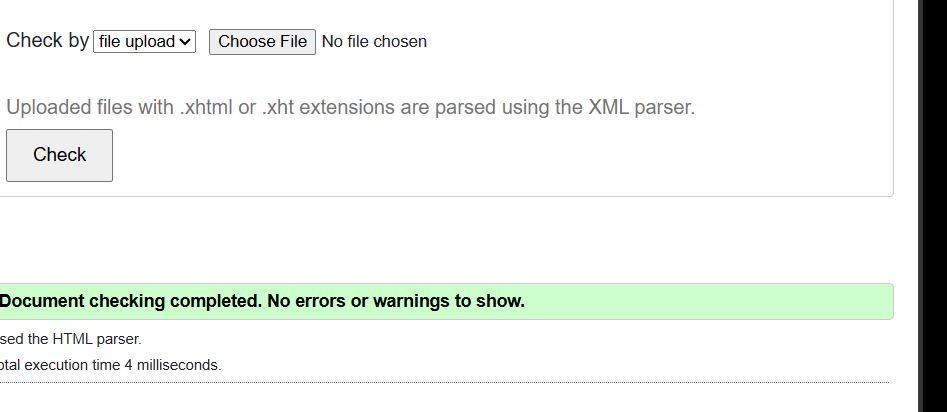 Check by file upload Choose File No file chosen
Uploaded files with .xhtml or .xht extensions are parsed using the XML parser.
Check
Document checking completed. No errors or warnings to show.
sed the HTML parser.
otal execution time 4 milliseconds.